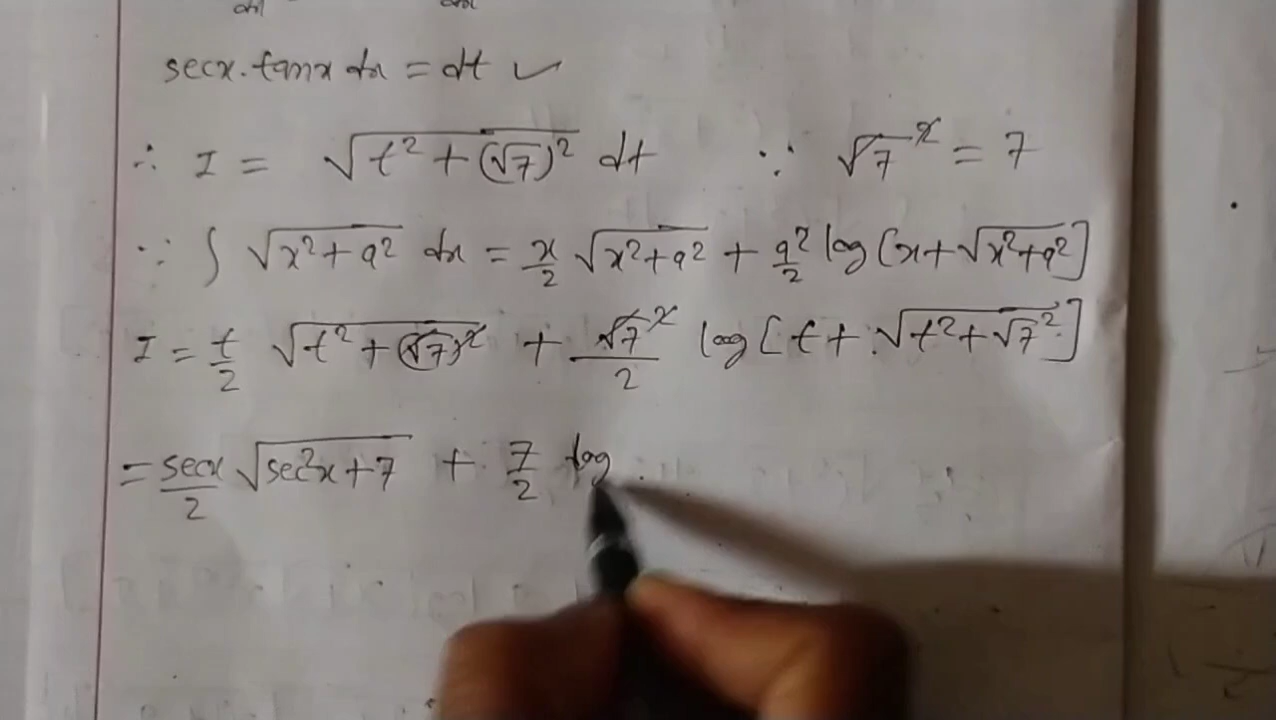 secx.tanx dx = dt ✓
∴ I = √t² + (√7)² dt ∵ √7² = 7
∵ ∫ √x² + a² dx = x/2 √x² + a² + a²/2 log (x + √x² + a²]
I = t/2 √t² + (√7)² + √7²/2 log [t + √t² + √7²]
= secx/2 √sec²x + 7 + 7/2 log